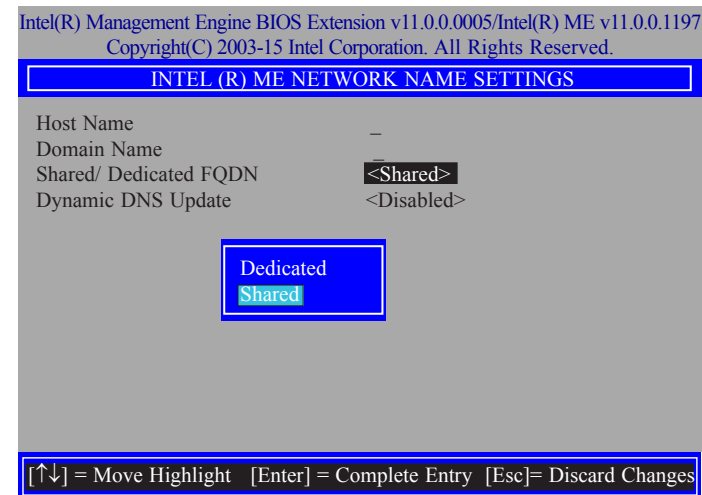 Intel(R) Management Engine BIOS Extension v11.0.0.0005/Intel(R) ME v11.0.0.1197
Copyright(C) 2003-15 Intel Corporation. All Rights Reserved.
INTEL (R) ME NETWORK NAME SETTINGS
Host Name _
Domain Name _
Shared/ Dedicated FQDN <Shared>
Dynamic DNS Update <Disabled>
Dedicated
Shared
[↑↓] = Move Highlight [Enter] = Complete Entry [Esc]= Discard Changes